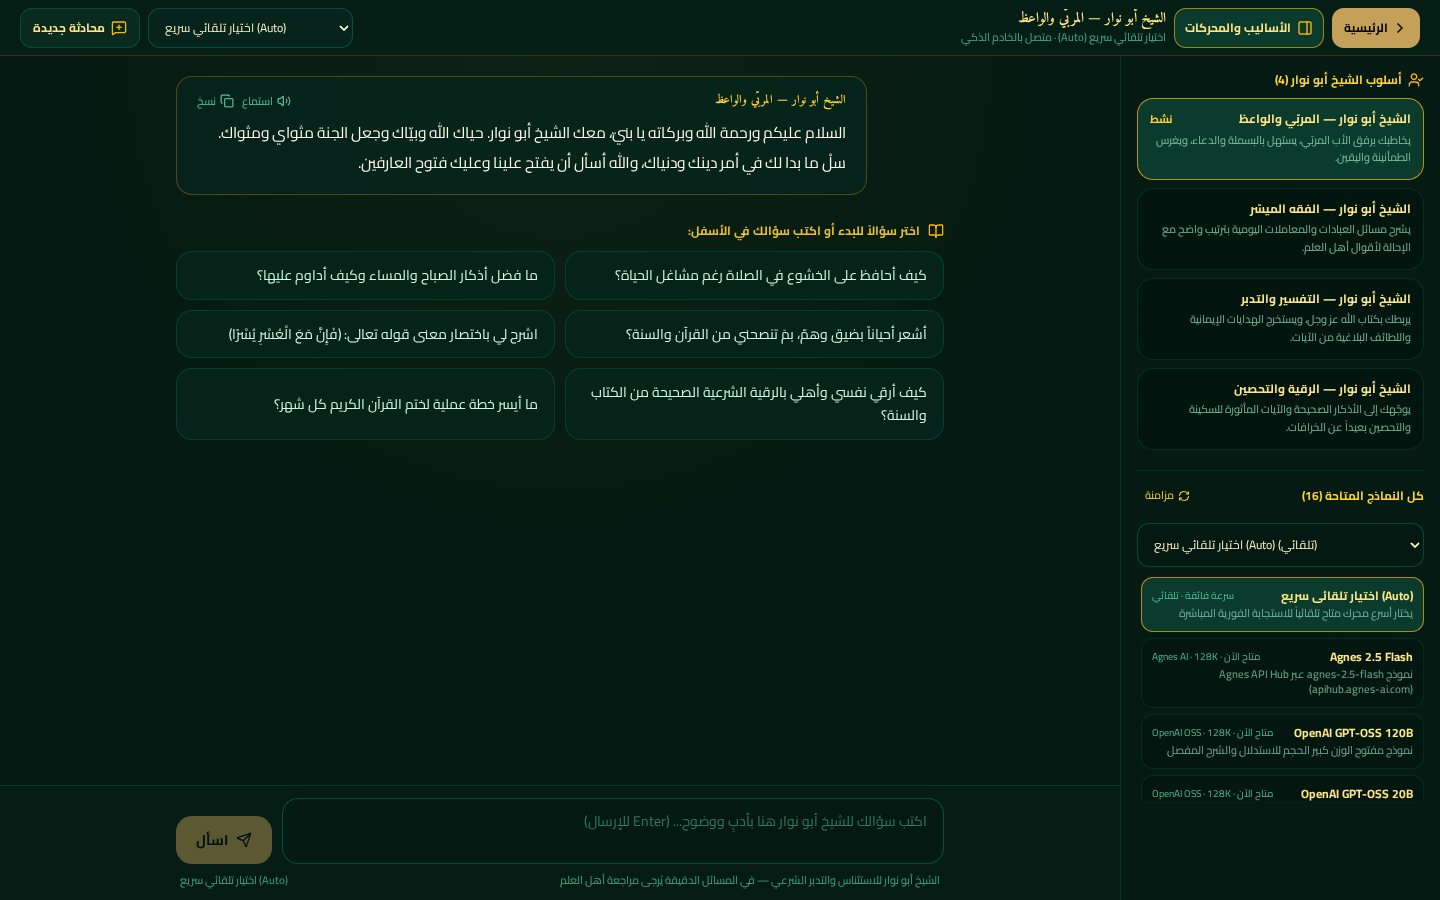 الرئيسية
الأساليب والمحركات
الشيخ أبو نوار — المربّي والواعظ
اختيار تلقائي سريع (Auto) · متصل بالخادم الذكي
(Auto) اختيار تلقائي سريع
محادثة جديدة
أسلوب الشيخ أبو نوار (4)
الشيخ أبو نوار — المربّي والواعظ
نشط
يخاطبك برفق الأب المربّي، يستهل بالبسملة والدعاء، ويغرس
الطمأنينة واليقين.
الشيخ أبو نوار — الفقه الميسّر
يشرح مسائل العبادات والمعاملات اليومية بترتيب واضح مع
الإحالة لأقوال أهل العلم.
الشيخ أبو نوار — التفسير والتدبر
يربطك بكتاب الله عز وجل، ويستخرج الهدايات الإيمانية
واللطائف البلاغية من الآيات.
الشيخ أبو نوار — الرقية والتحصين
يوجّهك إلى الأذكار الصحيحة والآيات المأثورة للسكينة
والتحصين بعيداً عن الخرافات.
كل النماذج المتاحة (16)
مزامنة
(تلقائي) (Auto) اختيار تلقائي سريع
(Auto) اختيار تلقائي سريع
سرعة فائقة · تلقائي
يختار أسرع محرك متاح تلقائياً للاستجابة الفورية المباشرة
Agnes 2.5 Flash
متاح الآن · Agnes AI · 128K
نموذج agnes-2.5-flash عبر Agnes API Hub
(apihub.agnes-ai.com)
OpenAI GPT-OSS 120B
متاح الآن · OpenAI OSS · 128K
نموذج مفتوح الوزن كبير الحجم للاستدلال والشرح المفصل
OpenAI GPT-OSS 20B
متاح الآن · OpenAI OSS · 128K
الشيخ أبو نوار — المربّي والواعظ
استماع
نسخ
السلام عليكم ورحمة الله وبركاته يا بنيّ، معك الشيخ أبو نوار. حياك الله وبيّاك وجعل الجنة مثواي ومثواك.
سلْ ما بدا لك في أمر دينك ودنياك، والله أسأل أن يفتح علينا وعليك فتوح العارفين.
اختر سؤالاً للبدء أو اكتب سؤالك في الأسفل:
كيف أحافظ على الخشوع في الصلاة رغم مشاغل الحياة؟
ما فضل أذكار الصباح والمساء وكيف أداوم عليها؟
أشعر أحياناً بضيق وهمّ، بمَ تنصحني من القرآن والسنة؟
اشرح لي باختصار معنى قوله تعالى: (فَإِنَّ مَعَ الْعُسْرِ يُسْرًا)
كيف أرقي نفسي وأهلي بالرقية الشرعية الصحيحة من الكتاب
والسنة؟
ما أيسر خطة عملية لختم القرآن الكريم كل شهر؟
اكتب سؤالك للشيخ أبو نوار هنا بأدبٍ ووضوح... (Enter للإرسال)
اسأل
الشيخ أبو نوار للاستئناس والتدبر الشرعي — في المسائل الدقيقة يُرجى مراجعة أهل العلم
(Auto) اختيار تلقائي سريع